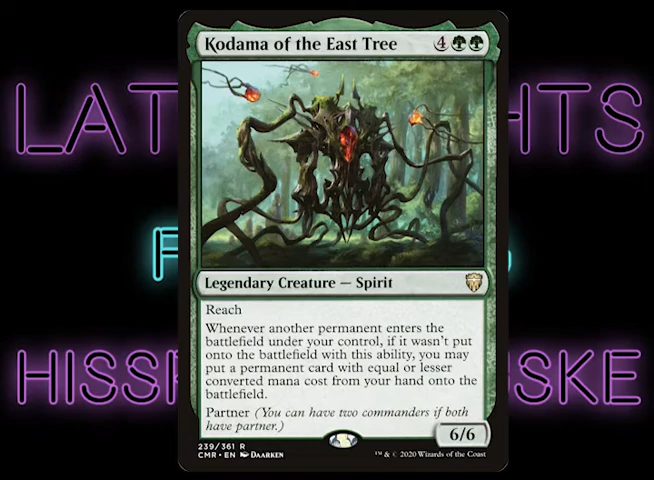 Kodama of the East Tree 4
Legendary Creature — Spirit
Reach
Whenever another permanent enters the
battlefield under your control, if it wasn't put
onto the battlefield with this ability, you may
put a permanent card with equal or lesser
converted mana cost from your hand onto the
battlefield.
Partner (You can have two commanders if both
have partner.)
6/6
239/361 R
CMR • EN DAARKEN
™ & © 2020 Wizards of the Coast